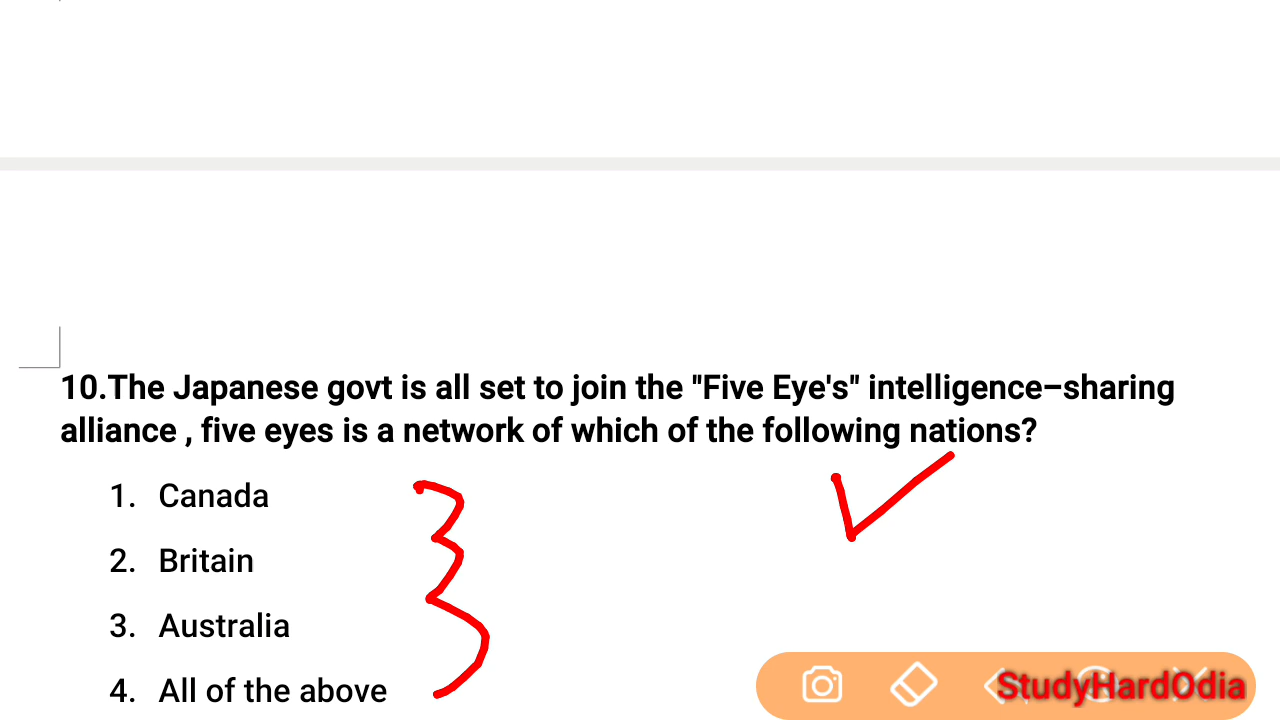 10.The Japanese govt is all set to join the "Five Eye's" intelligence–sharing
alliance , five eyes is a network of which of the following nations?
1. Canada
2. Britain
3. Australia
4. All of the above
StudyHardOdia